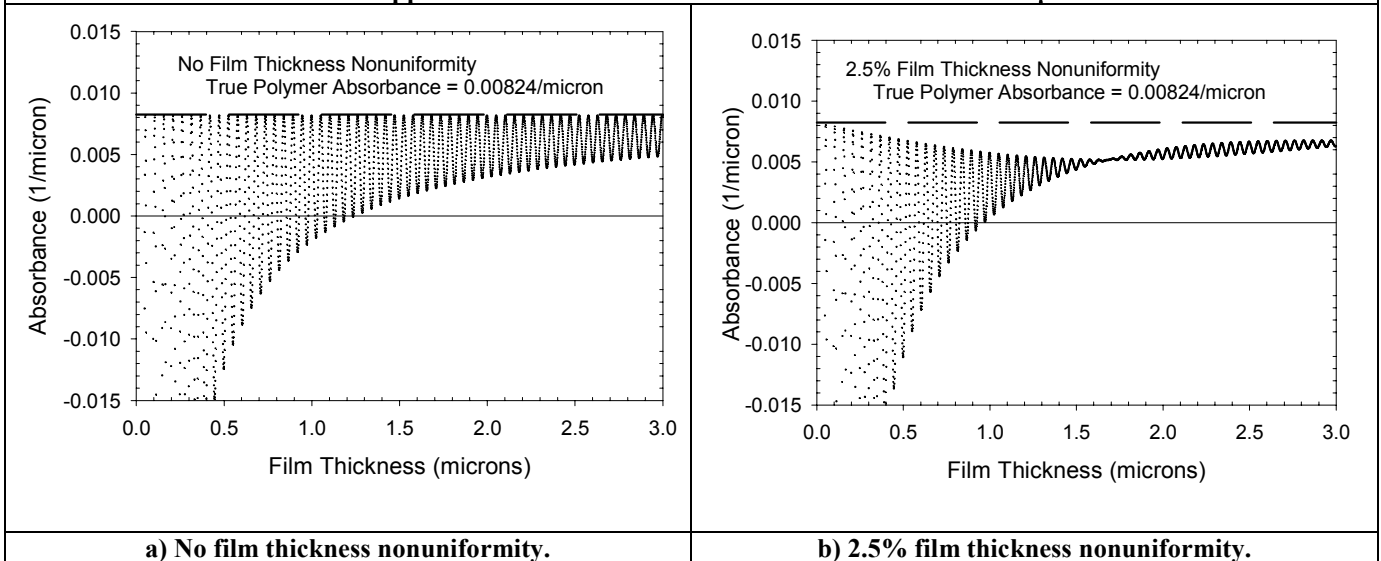 0.015
0.010
0.005
0.000
-0.005
-0.010
-0.015
Absorbance (1/micron)
No Film Thickness Nonuniformity
True Polymer Absorbance = 0.00824/micron
0.0 0.5 1.0 1.5 2.0 2.5 3.0
Film Thickness (microns)
a) No film thickness nonuniformity.
0.015
0.010
0.005
0.000
-0.005
-0.010
-0.015
Absorbance (1/micron)
2.5% Film Thickness Nonuniformity
True Polymer Absorbance = 0.00824/micron
0.0 0.5 1.0 1.5 2.0 2.5 3.0
Film Thickness (microns)
b) 2.5% film thickness nonuniformity.